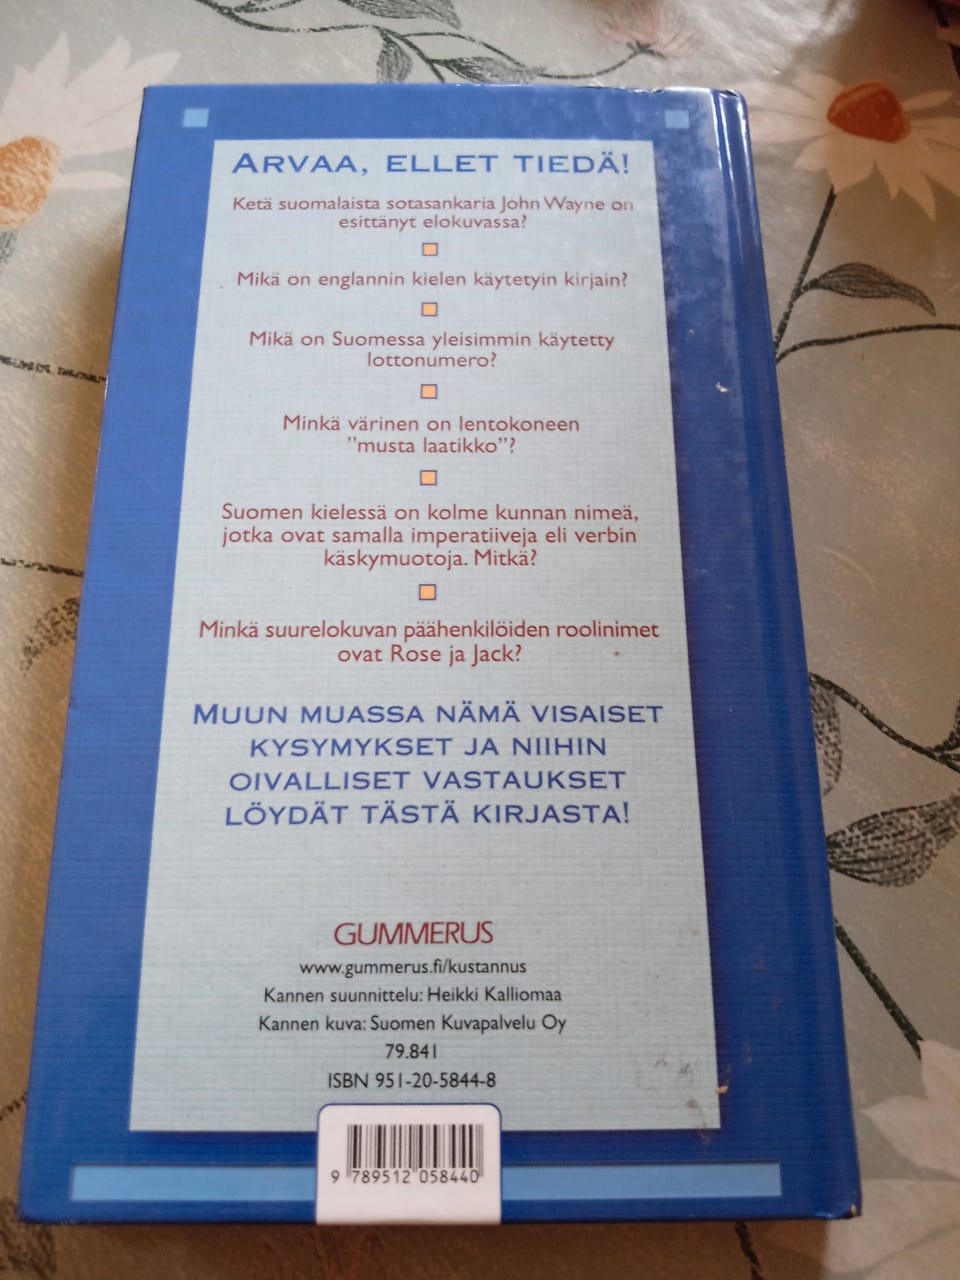 ARVAA, ELLET TIEDÄ!
Ketä suomalaista sotasankaria John Wayne on
esittänyt elokuvassa?
Mikä on englannin kielen käytetyin kirjain?
Mikä on Suomessa yleisimmin käytetty
lottonumero?
Minkä värinen on lentokoneen
”musta laatikko”?
Suomen kielessä on kolme kunnan nimeä,
jotka ovat samalla imperatiiveja eli verbin
käskymuotoja. Mitkä?
Minkä suurelokuvan päähenkilöiden roolinimet
ovat Rose ja Jack?
MUUN MUASSA NÄMÄ VISAISET
KYSYMYKSET JA NIIHIN
OIVALLISET VASTAUKSET
LÖYDÄT TÄSTÄ KIRJASTA!
GUMMERUS
www.gummerus.fi/kustannus
Kannen suunnittelu: Heikki Kalliomaa
Kannen kuva: Suomen Kuvapalvelu Oy
79.841
ISBN 951-20-5844-8
9 789512 058440